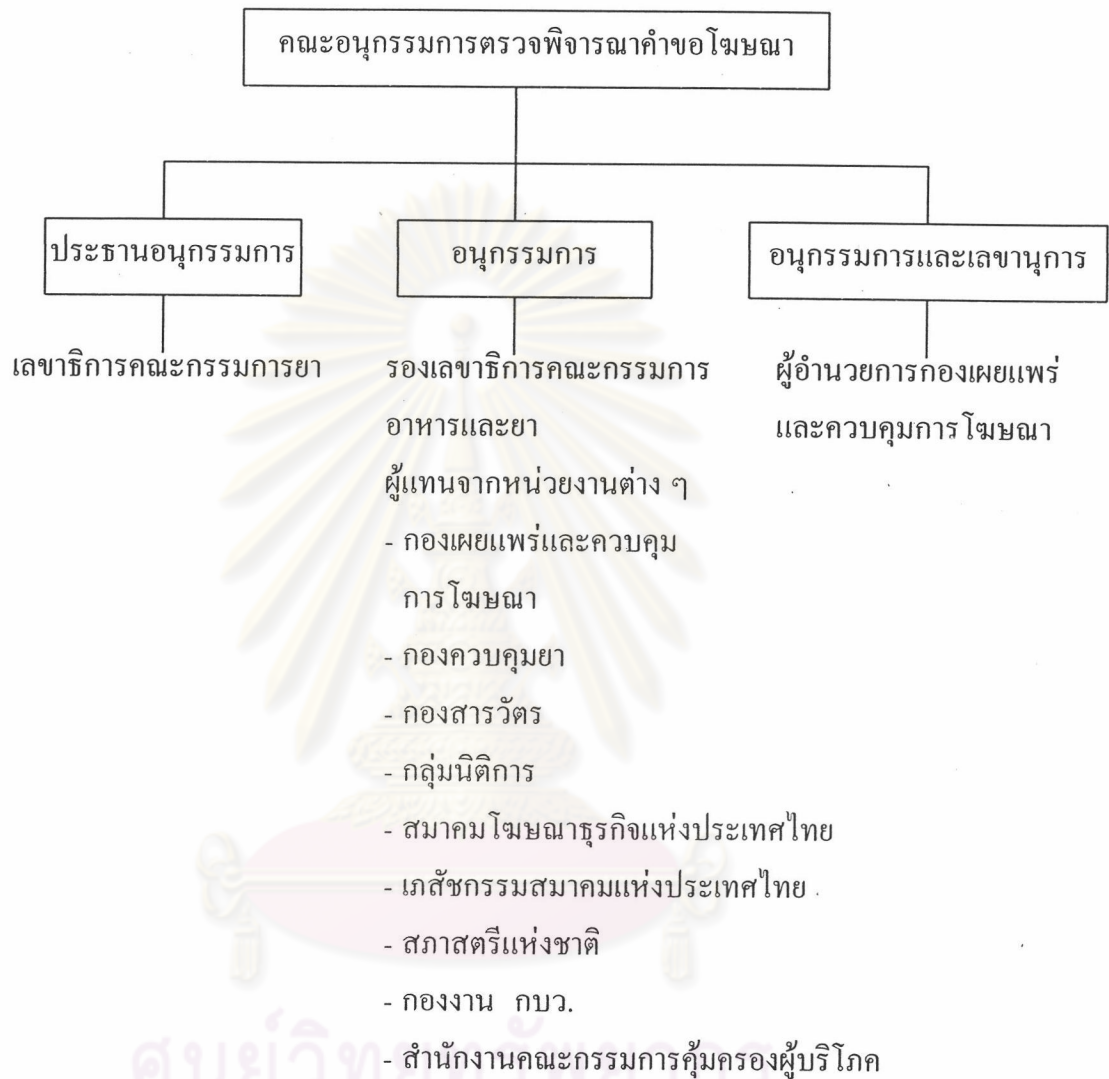 คณะอนุกรรมการตรวจพิจารณาคำขอโฆษณา
ประธานอนุกรรมการ
เลขาธิการคณะกรรมการยา
อนุกรรมการ
รองเลขาธิการคณะกรรมการ
อาหารและยา
ผู้แทนจากหน่วยงานต่าง ๆ
- กองเผยแพร่และควบคุม
การโฆษณา
- กองควบคุมยา
- กองสารวัตร
- กลุ่มนิติการ
- สมาคมโฆษณาธุรกิจแห่งประเทศไทย
- เภสัชกรรมสมาคมแห่งประเทศไทย
- สภาสตรีแห่งชาติ
- กองงาน กบว.
- สำนักงานคณะกรรมการคุ้มครองผู้บริโภค
อนุกรรมการและเลขานุการ
ผู้อำนวยการกองเผยแพร่
และควบคุมการโฆษณา
ศูนย์วิทยทรัพยากร